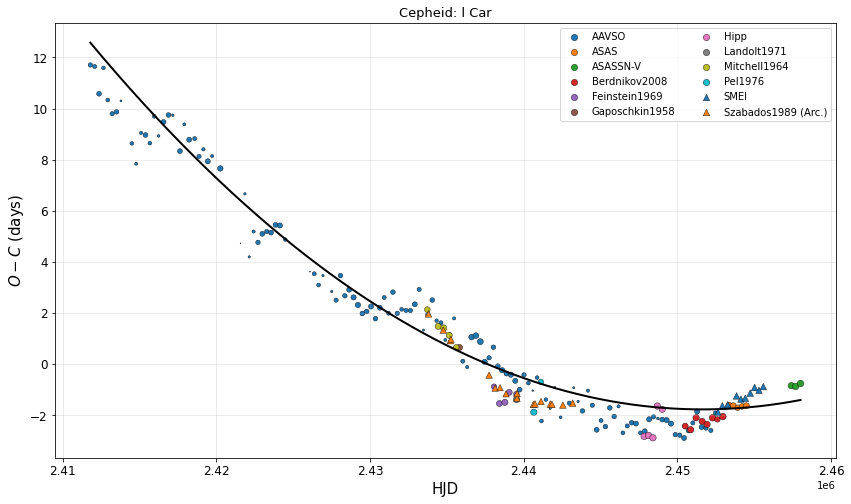 Cepheid: l Car
AAVSO
ASAS
ASASSN-V
Berdnikov2008
Feinstein1969
Gaposchkin1958
Hipp
Landolt1971
Mitchell1964
Pel1976
SMEI
Szabados1989 (Arc.)
O − C (days)
12
10
8
6
4
2
0
−2
2.41
2.42
2.43
2.44
2.45
2.46
1e6
HJD